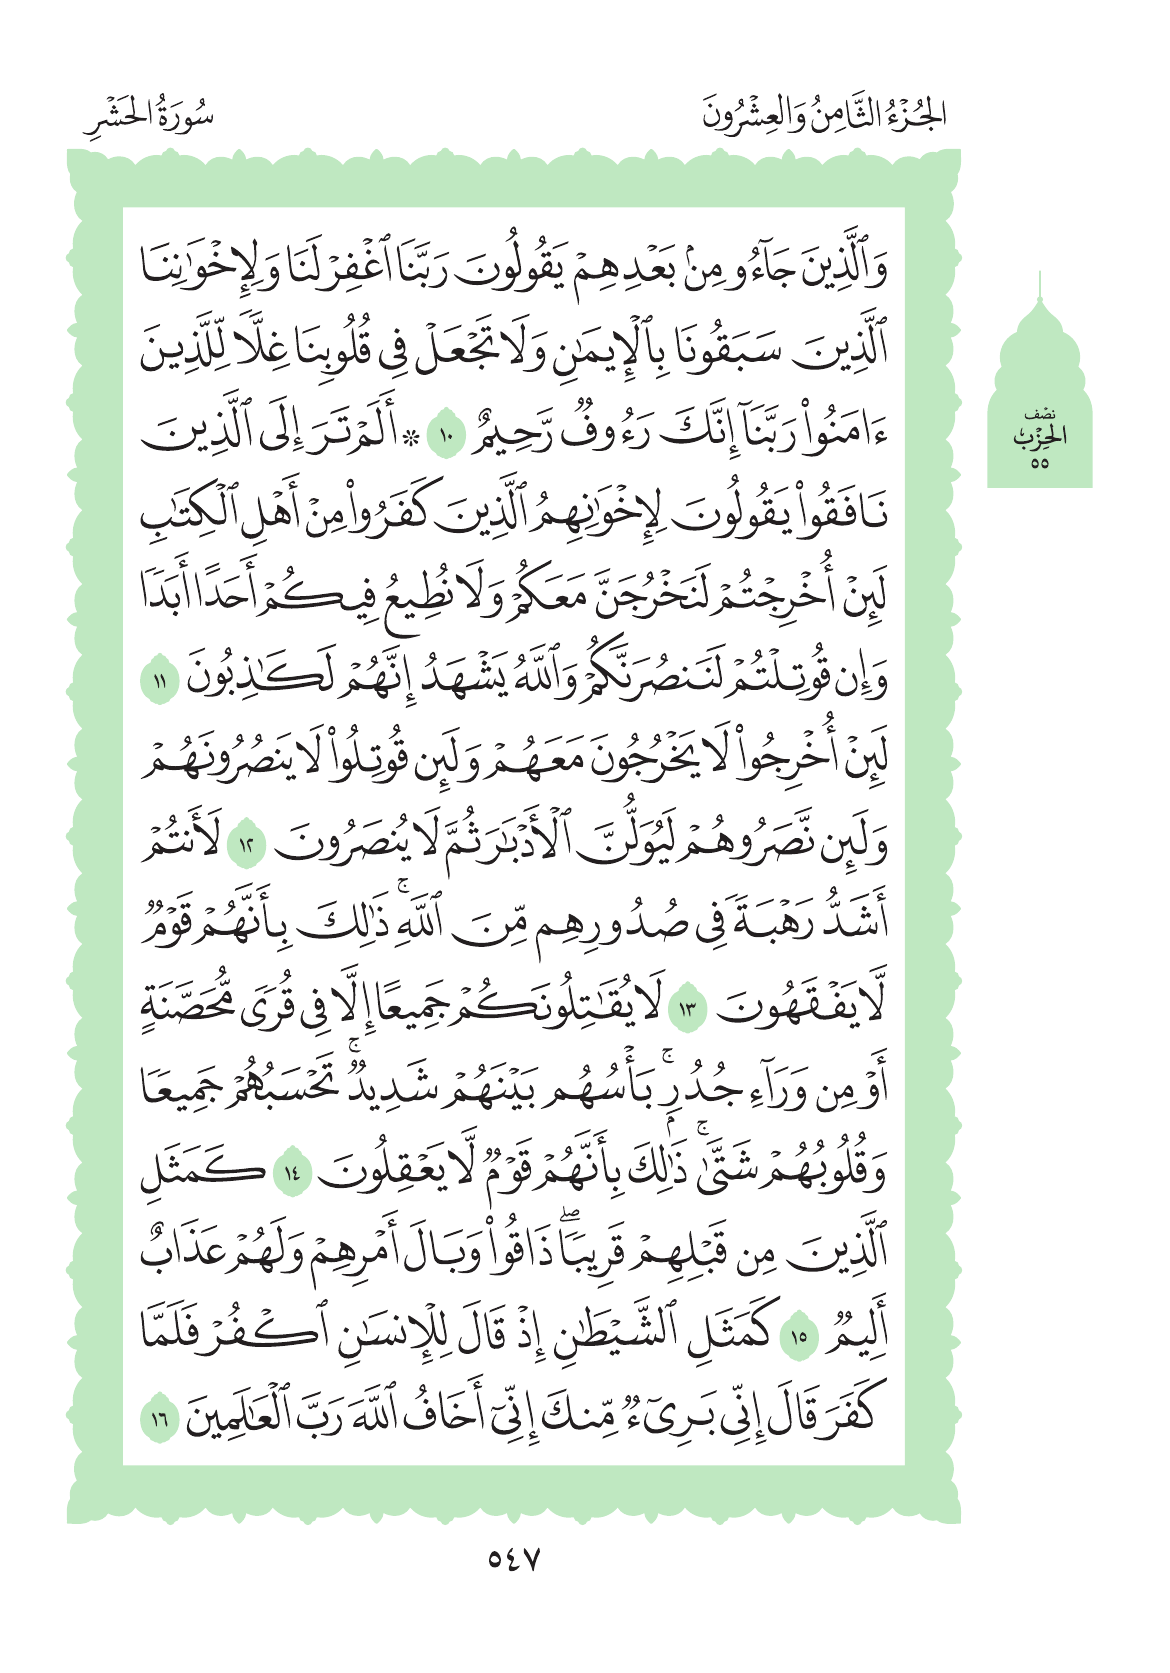 الجُزْءُ الثَّامِنُ وَالعِشْرُونَ
سُورَةُ الحَشْرِ
وَٱلَّذِينَ جَآءُو مِنۢ بَعۡدِهِمۡ يَقُولُونَ رَبَّنَا ٱغۡفِرۡ لَنَا وَلِإِخۡوَٰنِنَا
ٱلَّذِينَ سَبَقُونَا بِٱلۡإِيمَٰنِ وَلَا تَجۡعَلۡ فِي قُلُوبِنَا غِلّٗا لِّلَّذِينَ
ءَامَنُواْ رَبَّنَآ إِنَّكَ رَءُوفٞ رَّحِيمٌ ١٠ ۞ أَلَمۡ تَرَ إِلَى ٱلَّذِينَ
نَافَقُواْ يَقُولُونَ لِإِخۡوَٰنِهِمُ ٱلَّذِينَ كَفَرُواْ مِنۡ أَهۡلِ ٱلۡكِتَٰبِ
لَئِنۡ أُخۡرِجۡتُمۡ لَنَخۡرُجَنَّ مَعَكُمۡ وَلَا نُطِيعُ فِيكُمۡ أَحَدًا أَبَدٗا
وَإِن قُوتِلۡتُمۡ لَنَنصُرَنَّكُمۡ وَٱللَّهُ يَشۡهَدُ إِنَّهُمۡ لَكَٰذِبُونَ ١١
لَئِنۡ أُخۡرِجُواْ لَا يَخۡرُجُونَ مَعَهُمۡ وَلَئِن قُوتِلُواْ لَا يَنصُرُونَهُمۡ
وَلَئِن نَّصَرُوهُمۡ لَيُوَلُّنَّ ٱلۡأَدۡبَٰرَ ثُمَّ لَا يُنصَرُونَ ١٢ لَأَنتُمۡ
أَشَدُّ رَهۡبَةٗ فِي صُدُورِهِم مِّنَ ٱللَّهِۚ ذَٰلِكَ بِأَنَّهُمۡ قَوۡمٞ
لَّا يَفۡقَهُونَ ١٣ لَا يُقَٰتِلُونَكُمۡ جَمِيعًا إِلَّا فِي قُرٗى مُّحَصَّنَةٍ
أَوۡ مِن وَرَآءِ جُدُرِۭۚ بَأۡسُهُم بَيۡنَهُمۡ شَدِيدٞۚ تَحۡسَبُهُمۡ جَمِيعٗا
وَقُلُوبُهُمۡ شَتَّىٰۚ ذَٰلِكَ بِأَنَّهُمۡ قَوۡمٞ لَّا يَعۡقِلُونَ ١٤ كَمَثَلِ
ٱلَّذِينَ مِن قَبۡلِهِمۡ قَرِيبٗاۖ ذَاقُواْ وَبَالَ أَمۡرِهِمۡ وَلَهُمۡ عَذَابٌ
أَلِيمٞ ١٥ كَمَثَلِ ٱلشَّيۡطَٰنِ إِذۡ قَالَ لِلۡإِنسَٰنِ ٱكۡفُرۡ فَلَمَّا
كَفَرَ قَالَ إِنِّي بَرِيٓءٞ مِّنكَ إِنِّيٓ أَخَافُ ٱللَّهَ رَبَّ ٱلۡعَٰلَمِينَ ١٦
نصف
الحزب
٥٥
٥٤٧